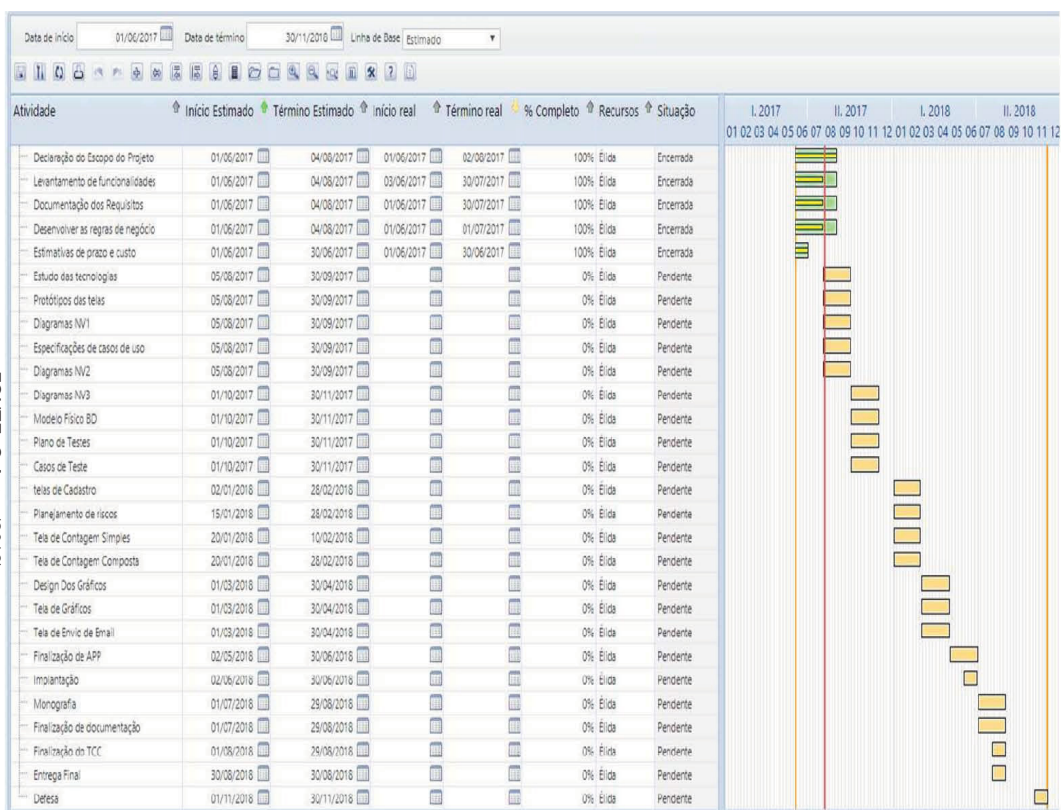 Data de início 01/06/2017 Data de término 30/11/2018 Linha de Base Estimado
Atividade Início Estimado Término Estimado Início real Término real % Completo Recursos Situação
I. 2017 II. 2017 I. 2018 II. 2018
01 02 03 04 05 06 07 08 09 10 11 12 01 02 03 04 05 06 07 08 09 10 11 12
Declaração do Escopo do Projeto 01/06/2017 04/08/2017 01/06/2017 02/08/2017 100% Élida Encerrada
Levantamento de funcionalidades 01/06/2017 04/08/2017 03/06/2017 30/07/2017 100% Élida Encerrada
Documentação dos Requisitos 01/06/2017 04/08/2017 01/06/2017 30/07/2017 100% Élida Encerrada
Desenvolver as regras de negócio 01/06/2017 04/08/2017 01/06/2017 01/07/2017 100% Élida Encerrada
Estimativas de prazo e custo 01/06/2017 30/06/2017 01/06/2017 30/06/2017 100% Élida Encerrada
Estudo das tecnologias 05/08/2017 30/09/2017 0% Élida Pendente
Protótipos das telas 05/08/2017 30/09/2017 0% Élida Pendente
Diagramas NV1 05/08/2017 30/09/2017 0% Élida Pendente
Especificações de casos de uso 05/08/2017 30/09/2017 0% Élida Pendente
Diagramas NV2 05/08/2017 30/09/2017 0% Élida Pendente
Diagramas NV3 01/10/2017 30/11/2017 0% Élida Pendente
Modelo Físico BD 01/10/2017 30/11/2017 0% Élida Pendente
Plano de Testes 01/10/2017 30/11/2017 0% Élida Pendente
Casos de Teste 01/10/2017 30/11/2017 0% Élida Pendente
telas de Cadastro 02/01/2018 28/02/2018 0% Élida Pendente
Planejamento de riscos 15/01/2018 28/02/2018 0% Élida Pendente
Tela de Contagem Simples 20/01/2018 10/02/2018 0% Élida Pendente
Tela de Contagem Composta 20/01/2018 28/02/2018 0% Élida Pendente
Design Dos Gráficos 01/03/2018 30/04/2018 0% Élida Pendente
Tela de Gráficos 01/03/2018 30/04/2018 0% Élida Pendente
Tela de Envio de Email 01/03/2018 30/04/2018 0% Élida Pendente
Finalização de APP 02/05/2018 30/06/2018 0% Élida Pendente
Implantação 02/06/2018 30/06/2018 0% Élida Pendente
Monografia 01/07/2018 29/08/2018 0% Élida Pendente
Finalização de documentação 01/07/2018 29/08/2018 0% Élida Pendente
Finalização do TCC 01/08/2018 29/08/2018 0% Élida Pendente
Entrega Final 30/08/2018 30/08/2018 0% Élida Pendente
Defesa 01/11/2018 30/11/2018 0% Élida Pendente